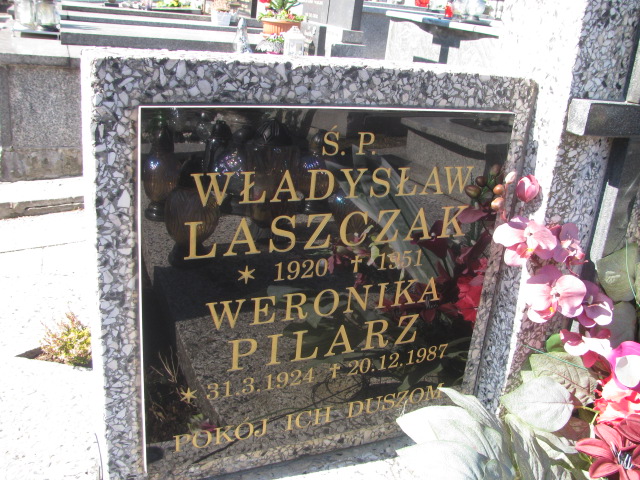 Ś. P
WŁADYSŁAW
LASZCZAK
* 1920 † 1951
WERONIKA
PILARZ
* 31.3.1924 † 20.12.1987
POKÓJ ICH DUSZOM